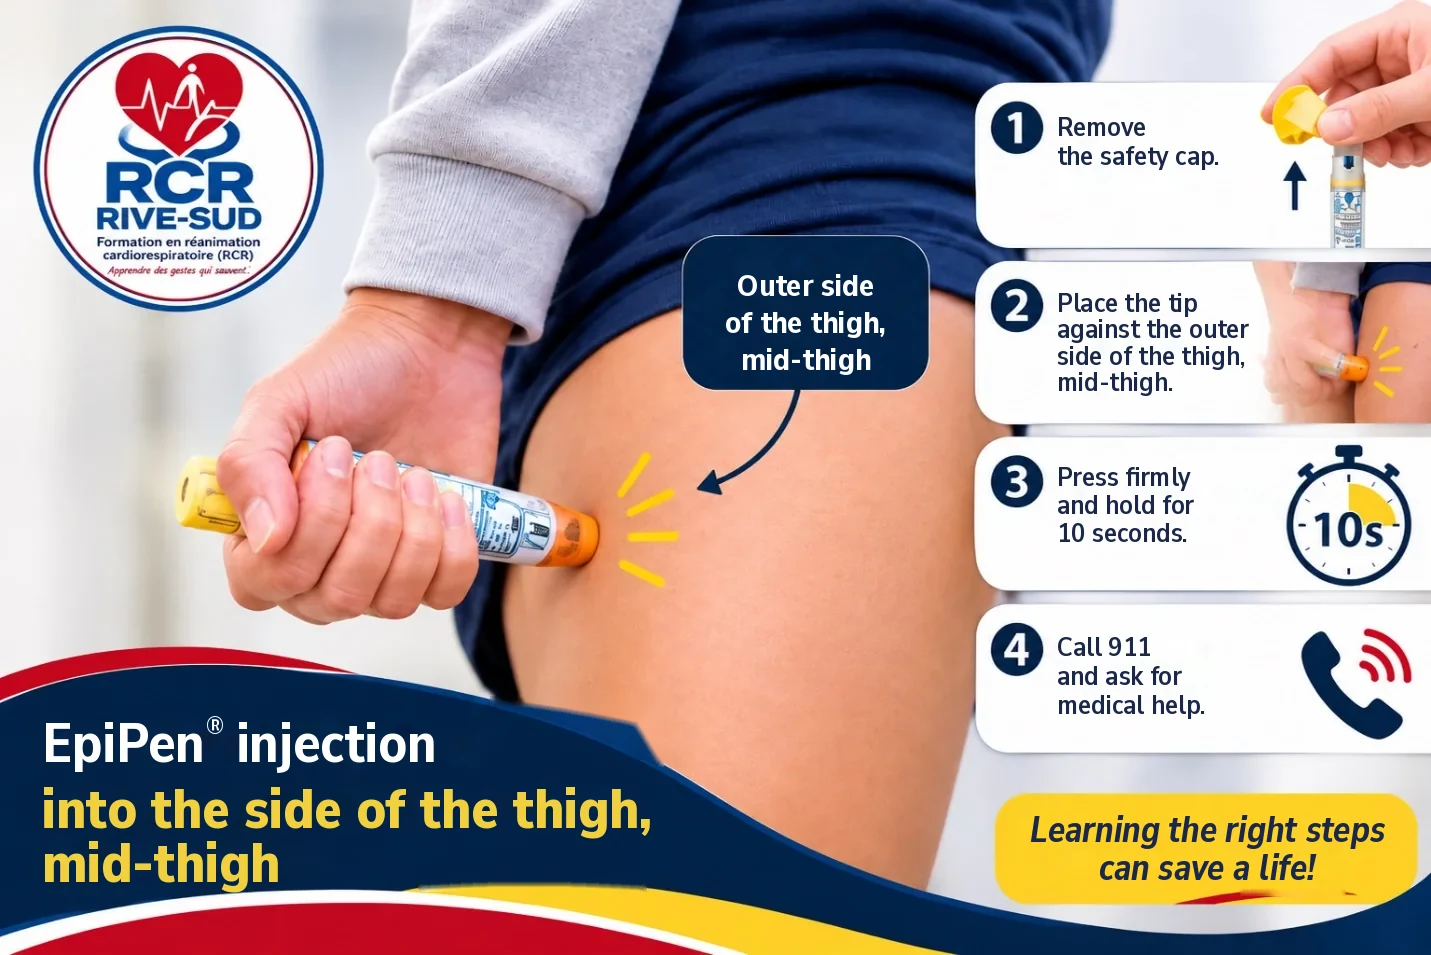 RCR
RIVE-SUD
Formation en réanimation
cardiorespiratoire (RCR)
Apprendre des gestes qui sauvent.
Outer side
of the thigh,
mid-thigh
1
Remove
the safety cap.
2
Place the tip
against the outer
side of the thigh,
mid-thigh.
3
Press firmly
and hold for
10 seconds.
10s
4
Call 911
and ask for
medical help.
EpiPen® injection
into the side of the thigh,
mid-thigh
Learning the right steps
can save a life!